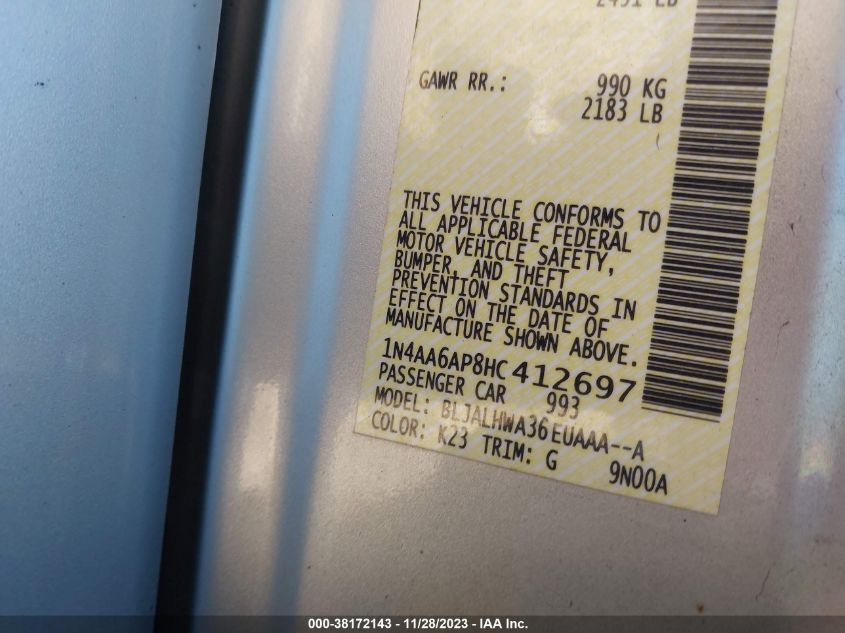 2491 LB
GAWR RR.: 990 KG
2183 LB
THIS VEHICLE CONFORMS TO
ALL APPLICABLE FEDERAL
MOTOR VEHICLE SAFETY,
BUMPER, AND THEFT
PREVENTION STANDARDS IN
EFFECT ON THE DATE OF
MANUFACTURE SHOWN ABOVE.
1N4AA6AP8HC412697
PASSENGER CAR 993
MODEL: BLJALHWA36EUAAA--A
COLOR: K23 TRIM: G 9N00A
000-38172143 - 11/28/2023 - IAA Inc.